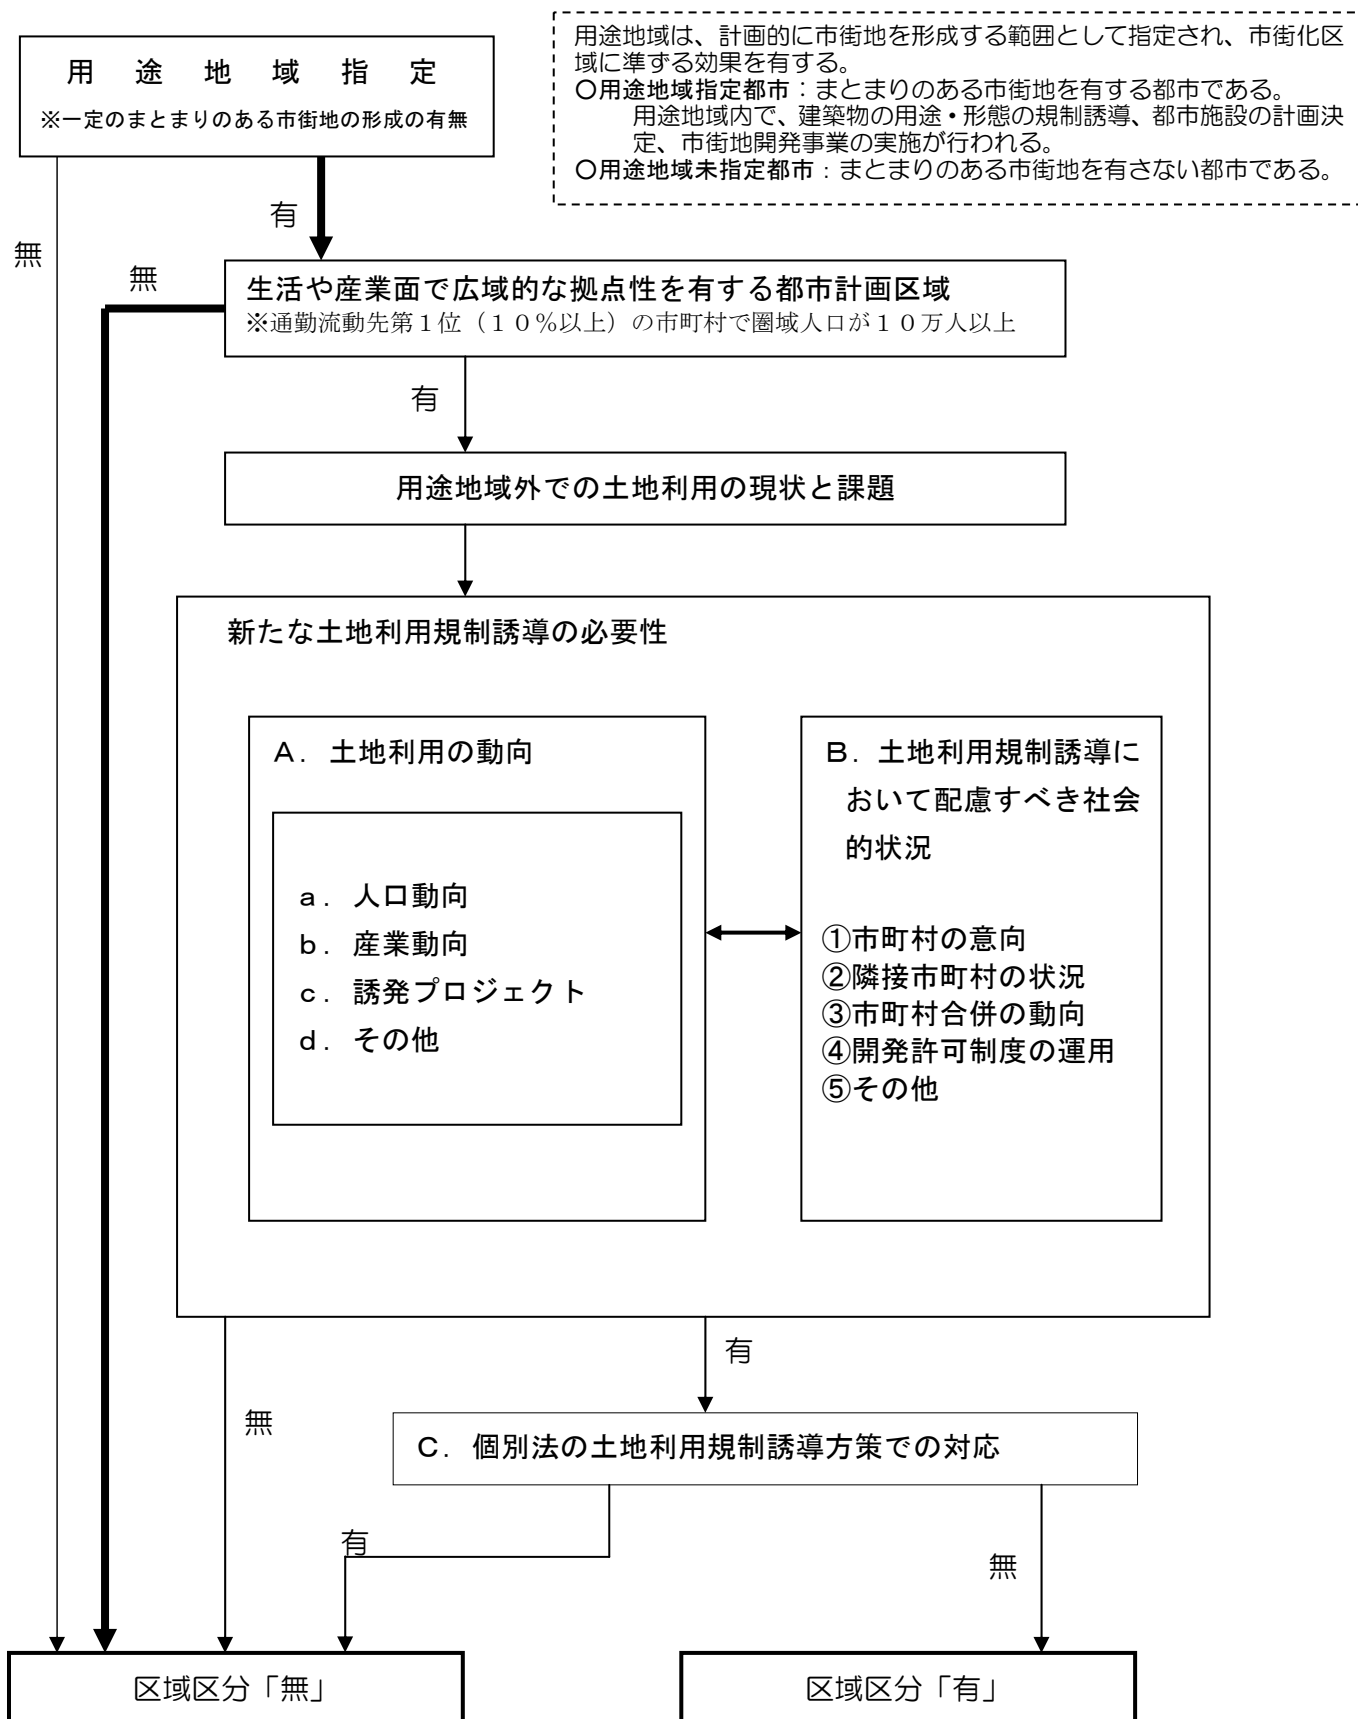 用途地域指定
※一定のまとまりのある市街地の形成の有無
用途地域は、計画的に市街地を形成する範囲として指定され、市街化区
域に準ずる効果を有する。
〇用途地域指定都市：まとまりのある市街地を有する都市である。
用途地域内で、建築物の用途・形態の規制誘導、都市施設の計画決
定、市街地開発事業の実施が行われる。
〇用途地域未指定都市：まとまりのある市街地を有さない都市である。
有
無
無
生活や産業面で広域的な拠点性を有する都市計画区域
※通勤流動先第１位（１０％以上）の市町村で圏域人口が１０万人以上
有
用途地域外での土地利用の現状と課題
新たな土地利用規制誘導の必要性
Ａ．土地利用の動向
ａ．人口動向
ｂ．産業動向
ｃ．誘発プロジェクト
ｄ．その他
Ｂ．土地利用規制誘導に
おいて配慮すべき社会
的状況
①市町村の意向
②隣接市町村の状況
③市町村合併の動向
④開発許可制度の運用
⑤その他
有
無
Ｃ．個別法の土地利用規制誘導方策での対応
有
無
区域区分「無」
区域区分「有」